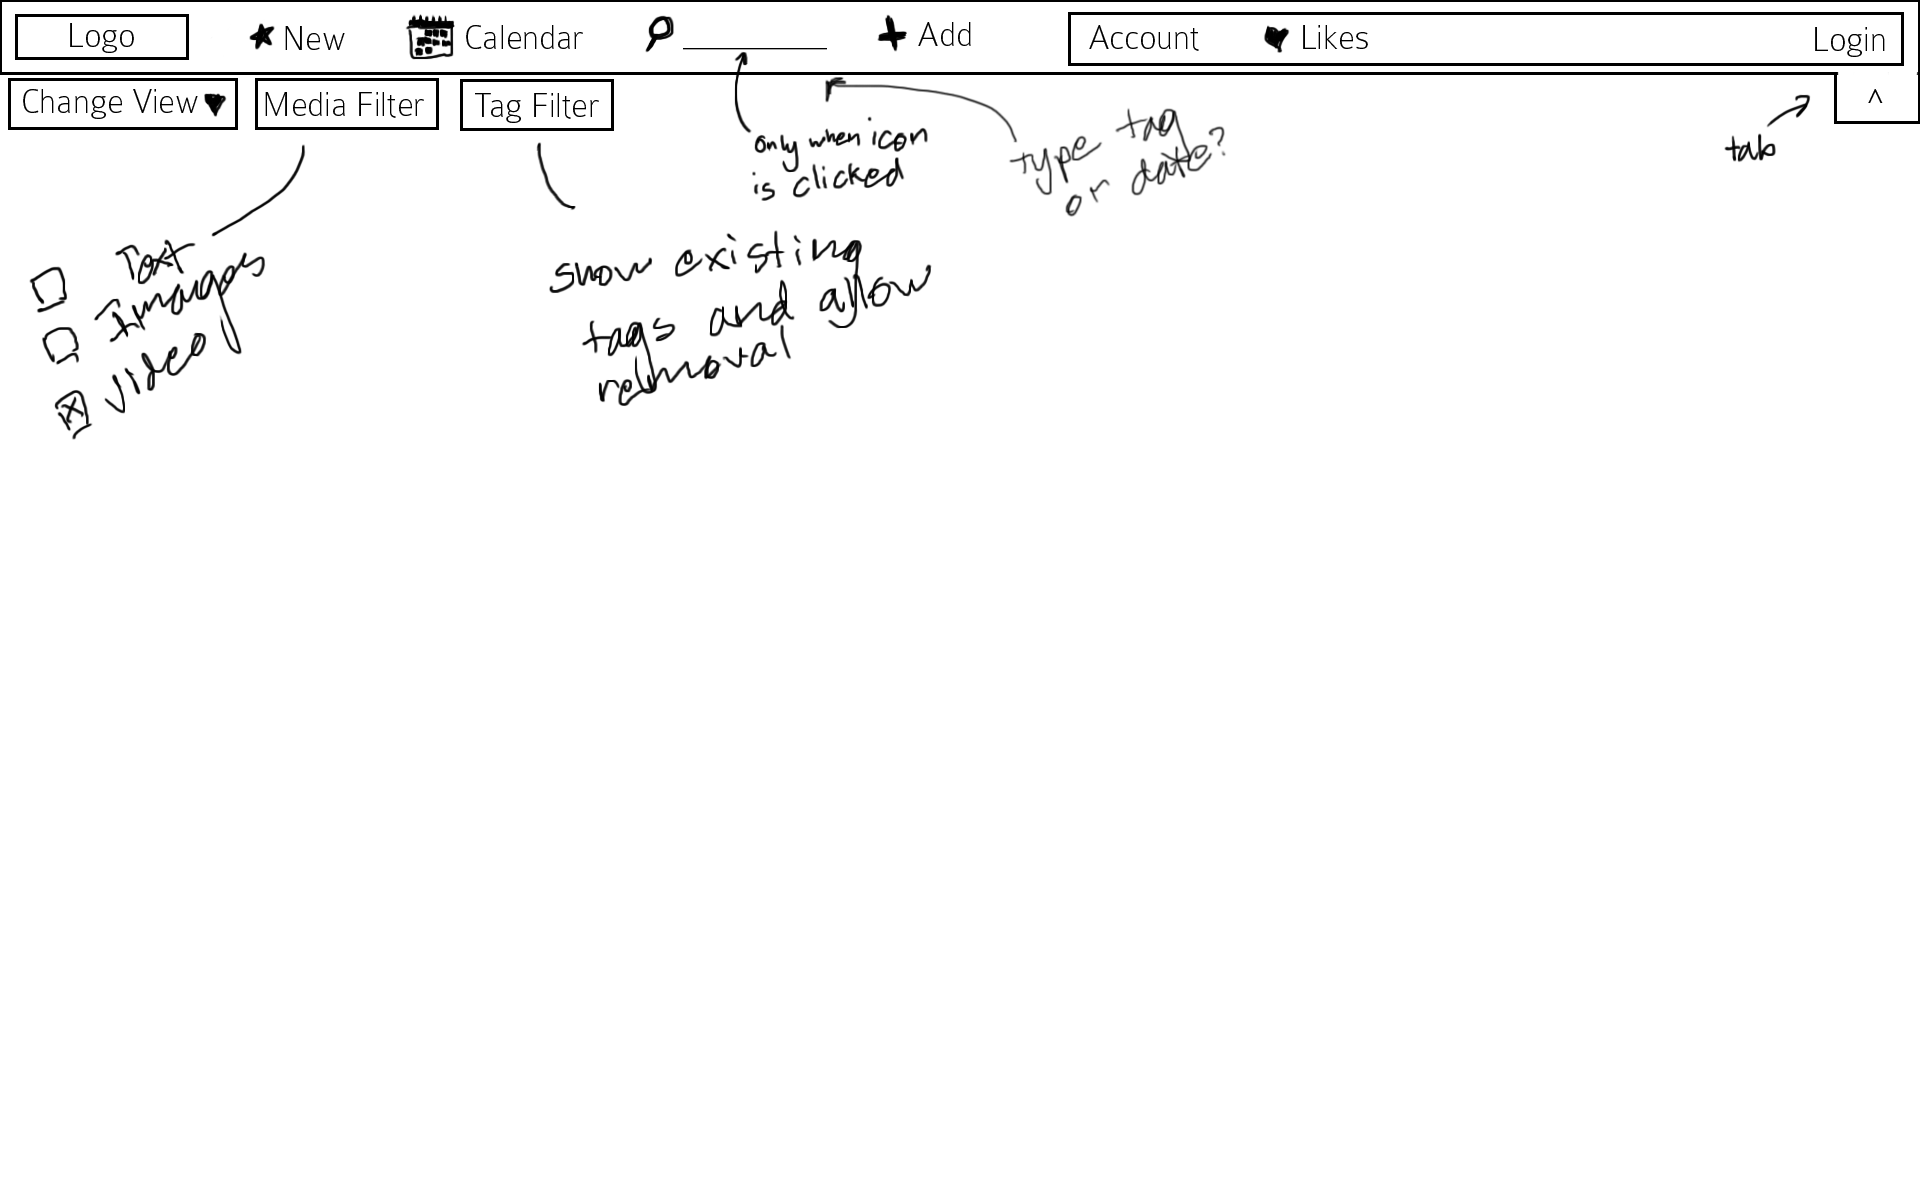 Logo
New
Calendar
Add
Account
Likes
Login
Change View
Media Filter
Tag Filter
^
only when icon
is clicked
type tag
or date?
tab
Text
Images
Video
show existing
tags and allow
relmoval